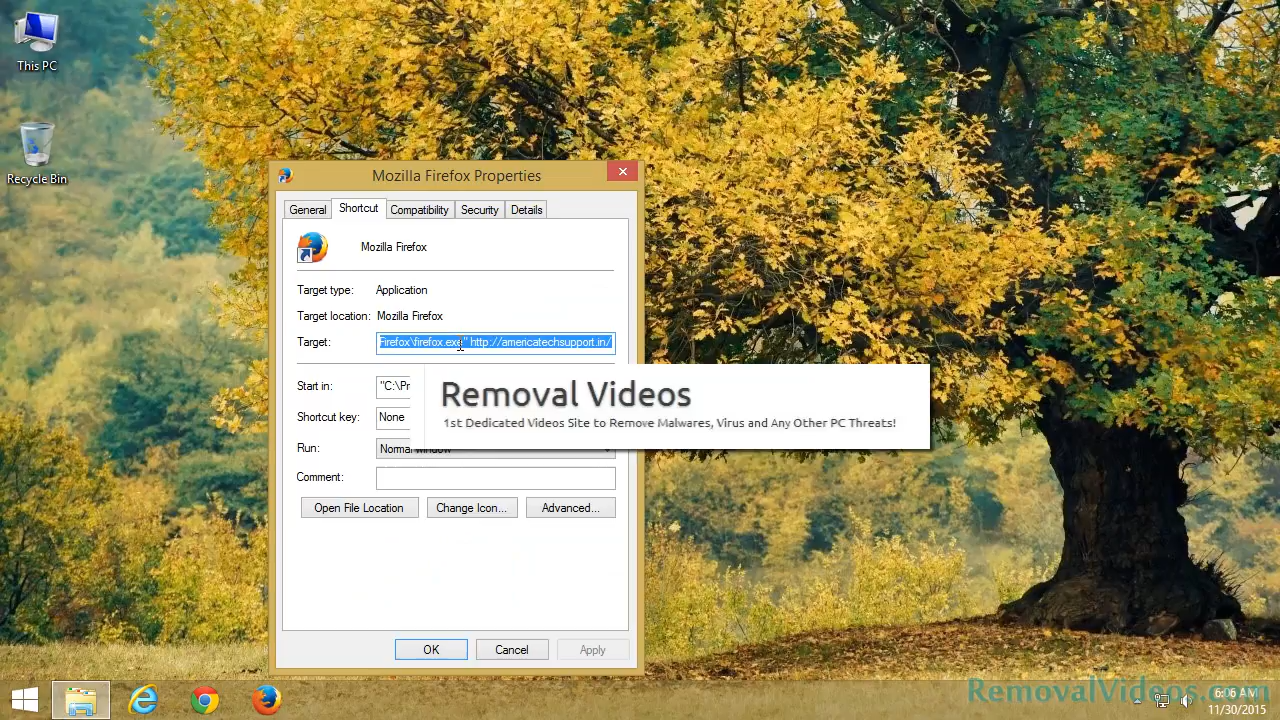 This PC
Recycle Bin
Mozilla Firefox Properties
General
Shortcut
Compatibility
Security
Details
Mozilla Firefox
Target type: Application
Target location: Mozilla Firefox
Target: Firefox\firefox.exe" http://americatechsupport.in/
Start in: "C:\Pr
Shortcut key: None
Run: Normal window
Comment:
Removal Videos
1st Dedicated Videos Site to Remove Malwares, Virus and Any Other PC Threats!
Open File Location
Change Icon...
Advanced...
OK
Cancel
Apply
RemovalVideos.com
6:06 AM
11/30/2015